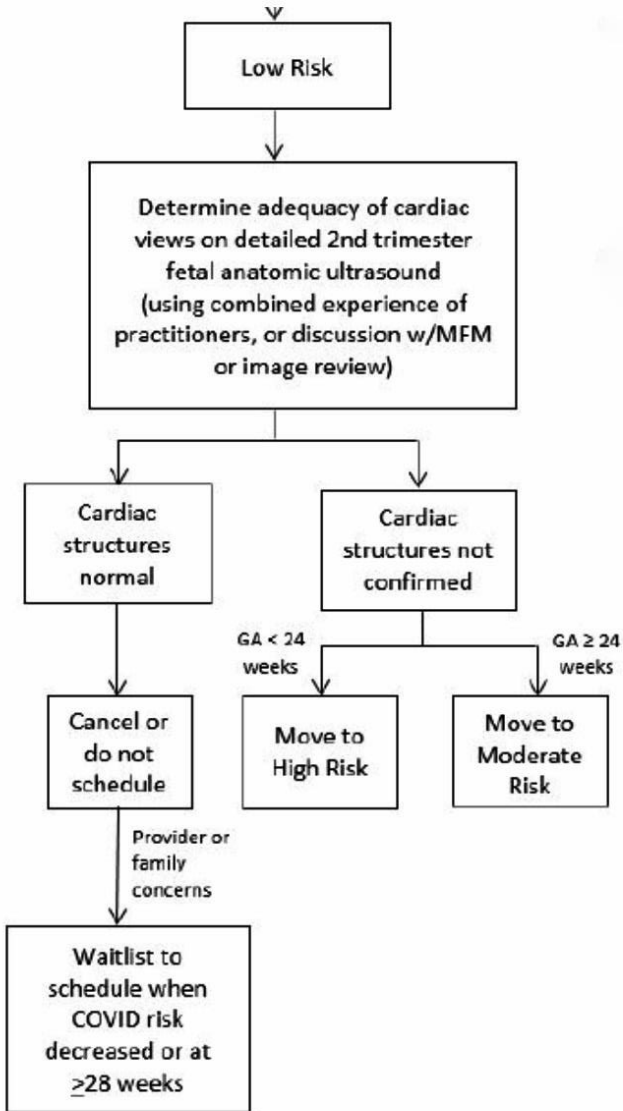 Low Risk
Determine adequacy of cardiac
views on detailed 2nd trimester
fetal anatomic ultrasound
(using combined experience of
practitioners, or discussion w/MFM
or image review)
Cardiac
structures
normal
Cardiac
structures not
confirmed
GA < 24
weeks
GA ≥ 24
weeks
Cancel or
do not
schedule
Move to
High Risk
Move to
Moderate
Risk
Provider or
family
concerns
Waitlist to
schedule when
COVID risk
decreased or at
≥28 weeks